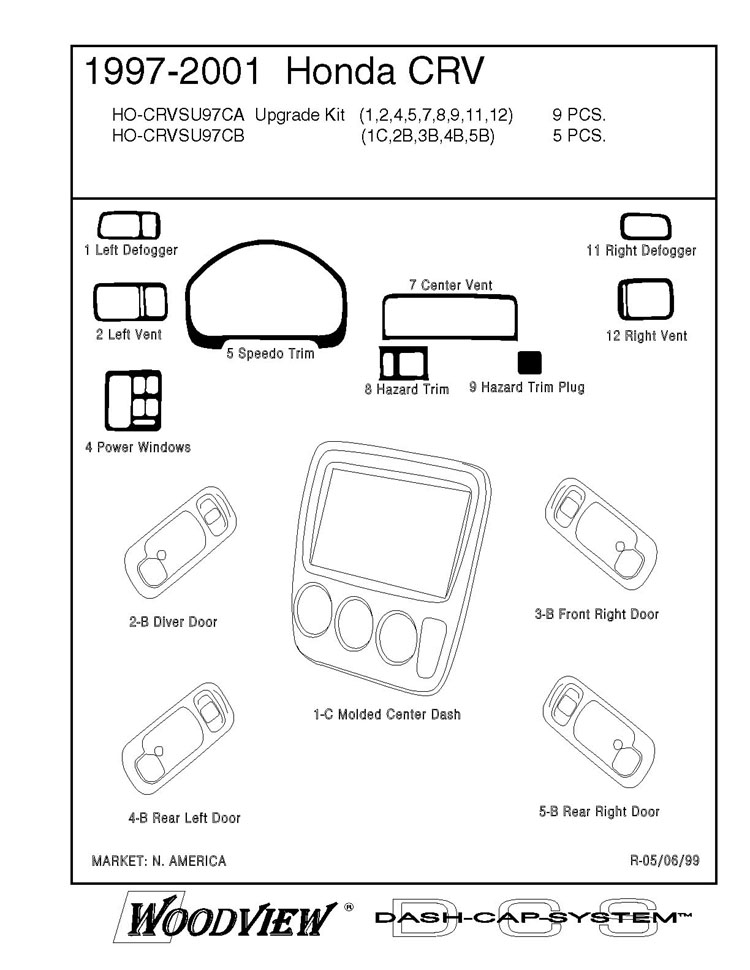 1997-2001 Honda CRV
HO-CRVSU97CA Upgrade Kit (1,2,4,5,7,8,9,11,12) 9 PCS.
HO-CRVSU97CB (1C,2B,3B,4B,5B) 5 PCS.
1 Left Defogger
11 Right Defogger
7 Center Vent
2 Left Vent
12 Right Vent
5 Speedo Trim
8 Hazard Trim
9 Hazard Trim Plug
4 Power Windows
2-B Diver Door
3-B Front Right Door
1-C Molded Center Dash
4-B Rear Left Door
5-B Rear Right Door
MARKET: N. AMERICA
R-05/06/99
WOODVIEW ® DCS DASH-CAP-SYSTEM™